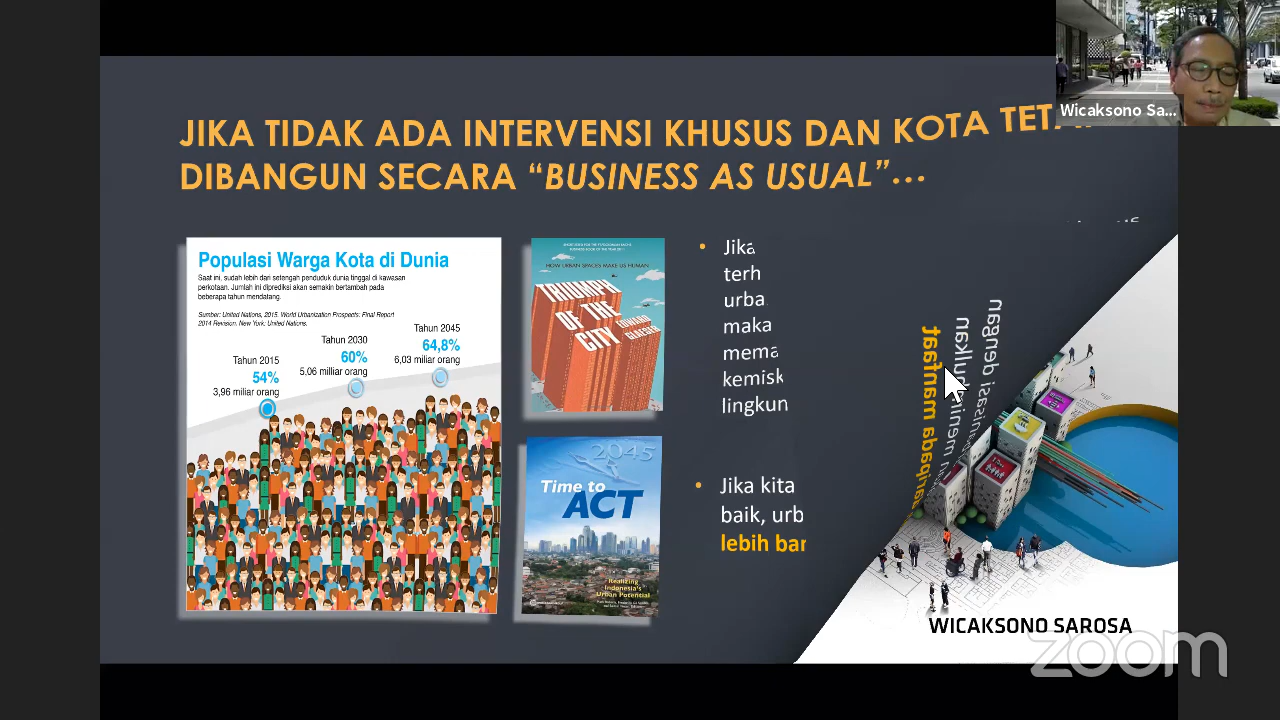 Wicaksono Sa...
JIKA TIDAK ADA INTERVENSI KHUSUS DAN KOTA
DIBANGUN SECARA “BUSINESS AS USUAL”...
Populasi Warga Kota di Dunia
Saat ini, sudah lebih dari setengah penduduk dunia tinggal di kawasan
perkotaan. Jumlah ini diprediksi akan semakin bertambah pada
beberapa tahun mendatang.
Sumber: United Nations, 2015. World Urbanization Prospects: Final Report
2014 Revision. New York: United Nations.
Tahun 2015
54%
3,96 miliar orang
Tahun 2030
60%
5,06 milliar orang
Tahun 2045
64,8%
6,03 miliar orang
HOW URBAN SPACES MAKE US HUMAN
TRIUMPH
OF THE
CITY
EDWARD
GLAESER
2045
Time to
ACT
Realizing
Indonesia's
Urban Potential
• Jika
terh
urba
maka
mema
kemisk
lingkun
• Jika kita
baik, urb
lebih bar
dengan
manfaat
WICAKSONO SAROSA
zoom